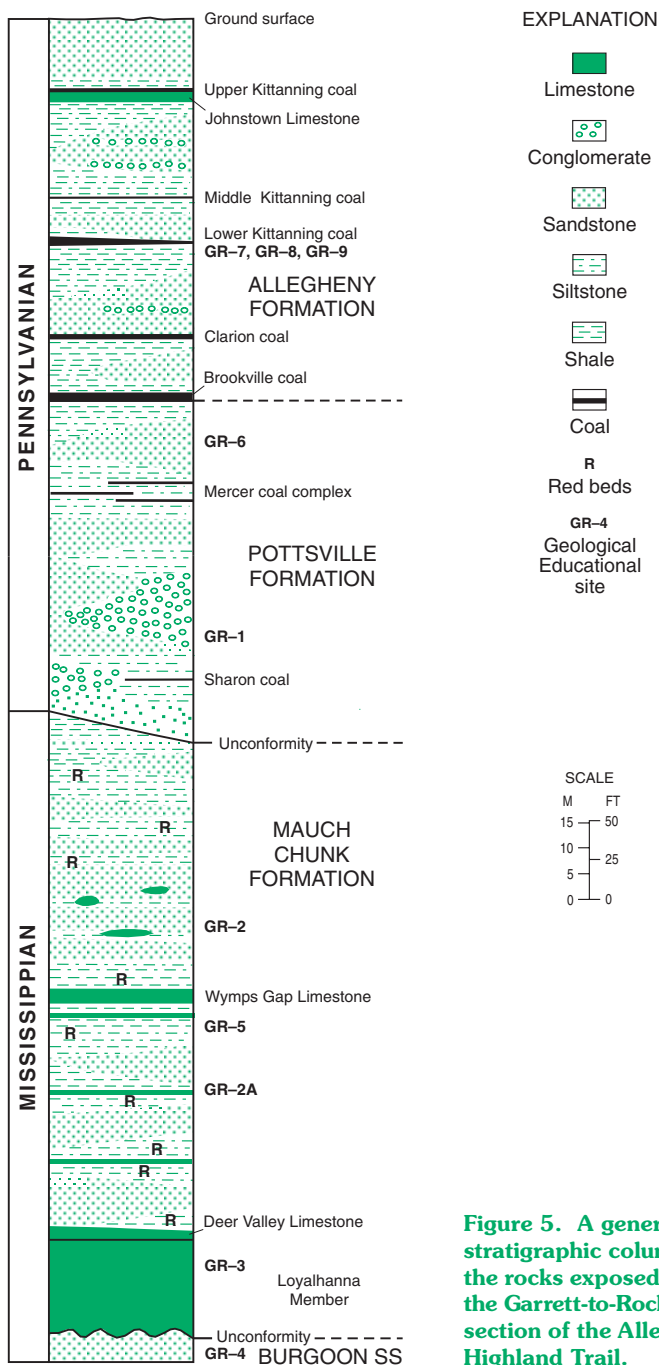 Ground surface
Upper Kittanning coal
Johnstown Limestone
Middle Kittanning coal
Lower Kittanning coal
GR–7, GR–8, GR–9
ALLEGHENY
FORMATION
Clarion coal
Brookville coal
GR–6
Mercer coal complex
POTTSVILLE
FORMATION
GR–1
Sharon coal
PENNSYLVANIAN
Unconformity
R
R
MAUCH
CHUNK
FORMATION
R
GR–2
R
Wymps Gap Limestone
GR–5
R
GR–2A
R
R
R
R
Deer Valley Limestone
GR–3
Loyalhanna
Member
Unconformity
GR–4 BURGOON SS
MISSISSIPPIAN
EXPLANATION
Limestone
Conglomerate
Sandstone
Siltstone
Shale
Coal
R
Red beds
GR–4
Geological
Educational
site
SCALE
M FT
15 50
10
25
5
0 0
Figure 5. A gener
stratigraphic colum
the rocks exposed
the Garrett-to-Rock
section of the Alle
Highland Trail.